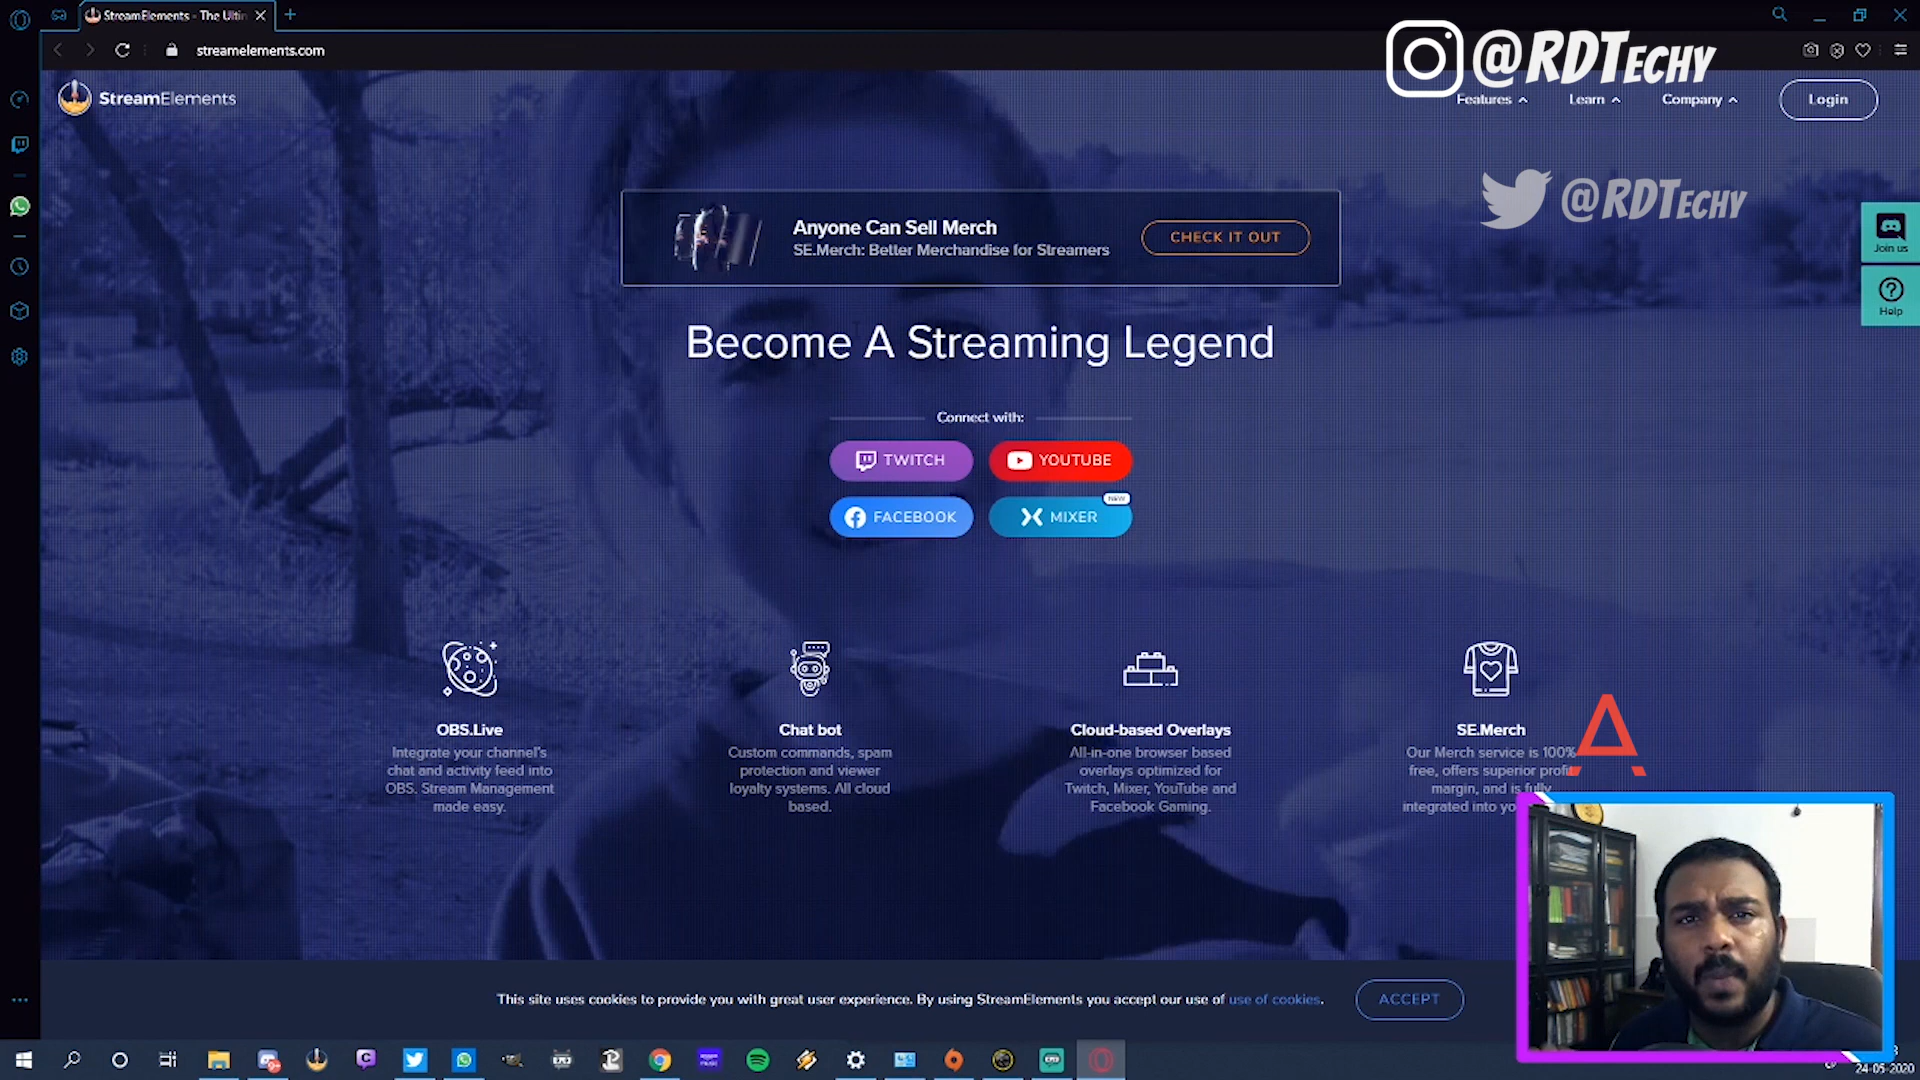 StreamElements - The Ultim
streamelements.com
@RDTechy
StreamElements
Features
Learn
Company
Login
@RDTechy
Anyone Can Sell Merch
SE.Merch: Better Merchandise for Streamers
CHECK IT OUT
Join us
Help
Become A Streaming Legend
Connect with:
TWITCH
YOUTUBE
NEW
FACEBOOK
MIXER
OBS.Live
Integrate your channel's
chat and activity feed into
OBS. Stream Management
made easy.
Chat bot
Custom commands, spam
protection and viewer
loyalty systems. All cloud
based.
Cloud-based Overlays
All-in-one browser based
overlays optimized for
Twitch, Mixer, YouTube and
Facebook Gaming.
SE.Merch
Our Merch service is 100%
free, offers superior profit
margin, and is fully
integrated into
A
This site uses cookies to provide you with great user experience. By using StreamElements you accept our use of use of cookies.
ACCEPT
24-05-2020